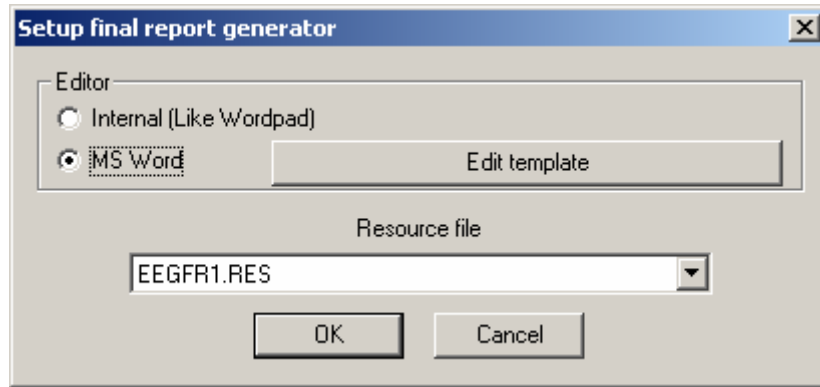 Setup final report generator
Editor
Internal (Like Wordpad)
MS Word
Edit template
Resource file
EEGFR1.RES
OK
Cancel